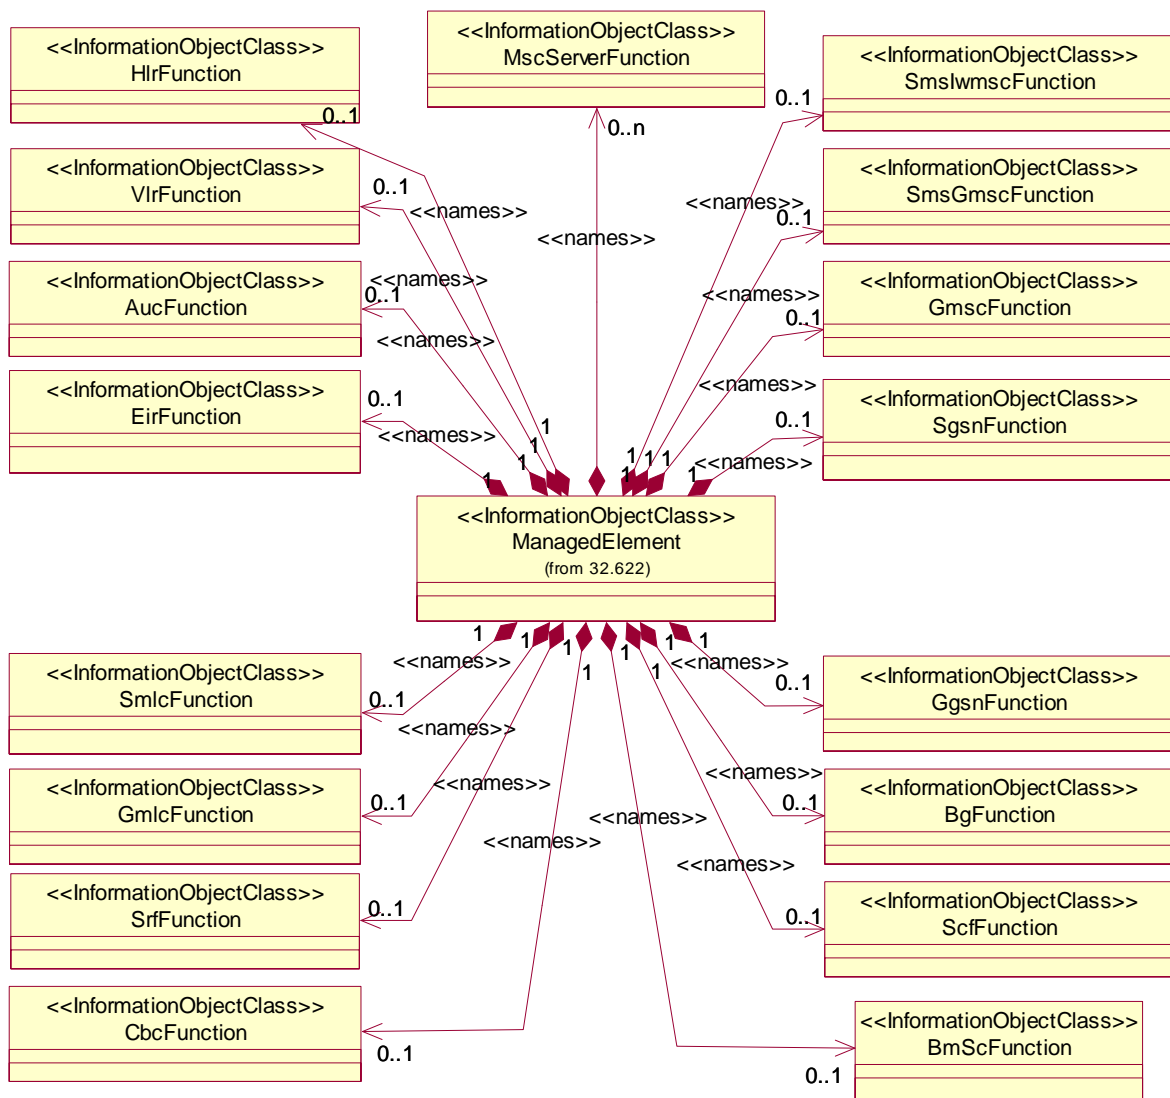 <<InformationObjectClass>>
HlrFunction
0..1
<<InformationObjectClass>>
MscServerFunction
0..n
<<InformationObjectClass>>
SmsIwmscFunction
0..1
<<InformationObjectClass>>
VlrFunction
0..1
<<names>>
<<names>>
<<names>>
<<InformationObjectClass>>
SmsGmscFunction
0..1
<<InformationObjectClass>>
AucFunction
0..1
<<names>>
<<names>>
<<names>>
<<InformationObjectClass>>
GmscFunction
0..1
<<InformationObjectClass>>
EirFunction
0..1
<<names>>
<<names>>
<<InformationObjectClass>>
SgsnFunction
0..1
<<names>>
1
1
1
1
1
1
1
1
1
<<InformationObjectClass>>
ManagedElement
(from 32.622)
1
1
1
1
1
1
1
1
<<InformationObjectClass>>
SmlcFunction
0..1
<<names>>
<<names>>
<<InformationObjectClass>>
GgsnFunction
0..1
<<InformationObjectClass>>
GmlcFunction
0..1
<<names>>
<<names>>
<<names>>
<<InformationObjectClass>>
BgFunction
0..1
<<InformationObjectClass>>
SrfFunction
0..1
<<names>>
<<names>>
<<names>>
<<InformationObjectClass>>
ScfFunction
0..1
<<InformationObjectClass>>
CbcFunction
0..1
<<InformationObjectClass>>
BmScFunction
0..1